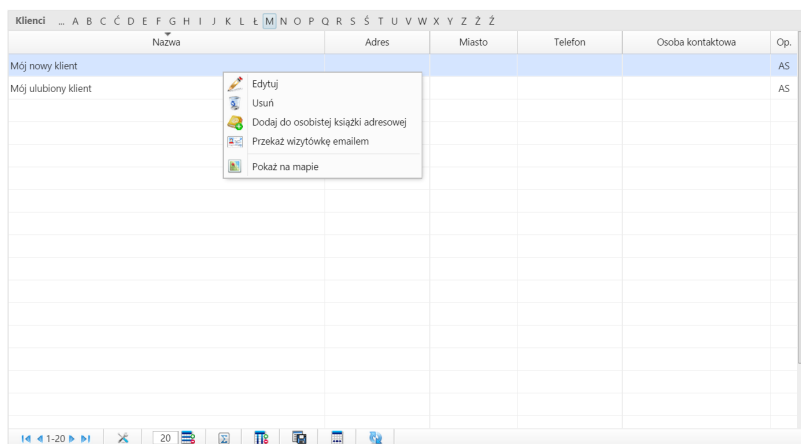 Klienci ... A B C Ć D E F G H I J K L Ł M N O P Q R S Ś T U V W X Y Z Ż Ź
Nazwa Adres Miasto Telefon Osoba kontaktowa Op.
Mój nowy klient AS
Mój ulubiony klient AS
Edytuj
Usuń
Dodaj do osobistej książki adresowej
Przekaż wizytówkę emailem
Pokaż na mapie
1-20 20